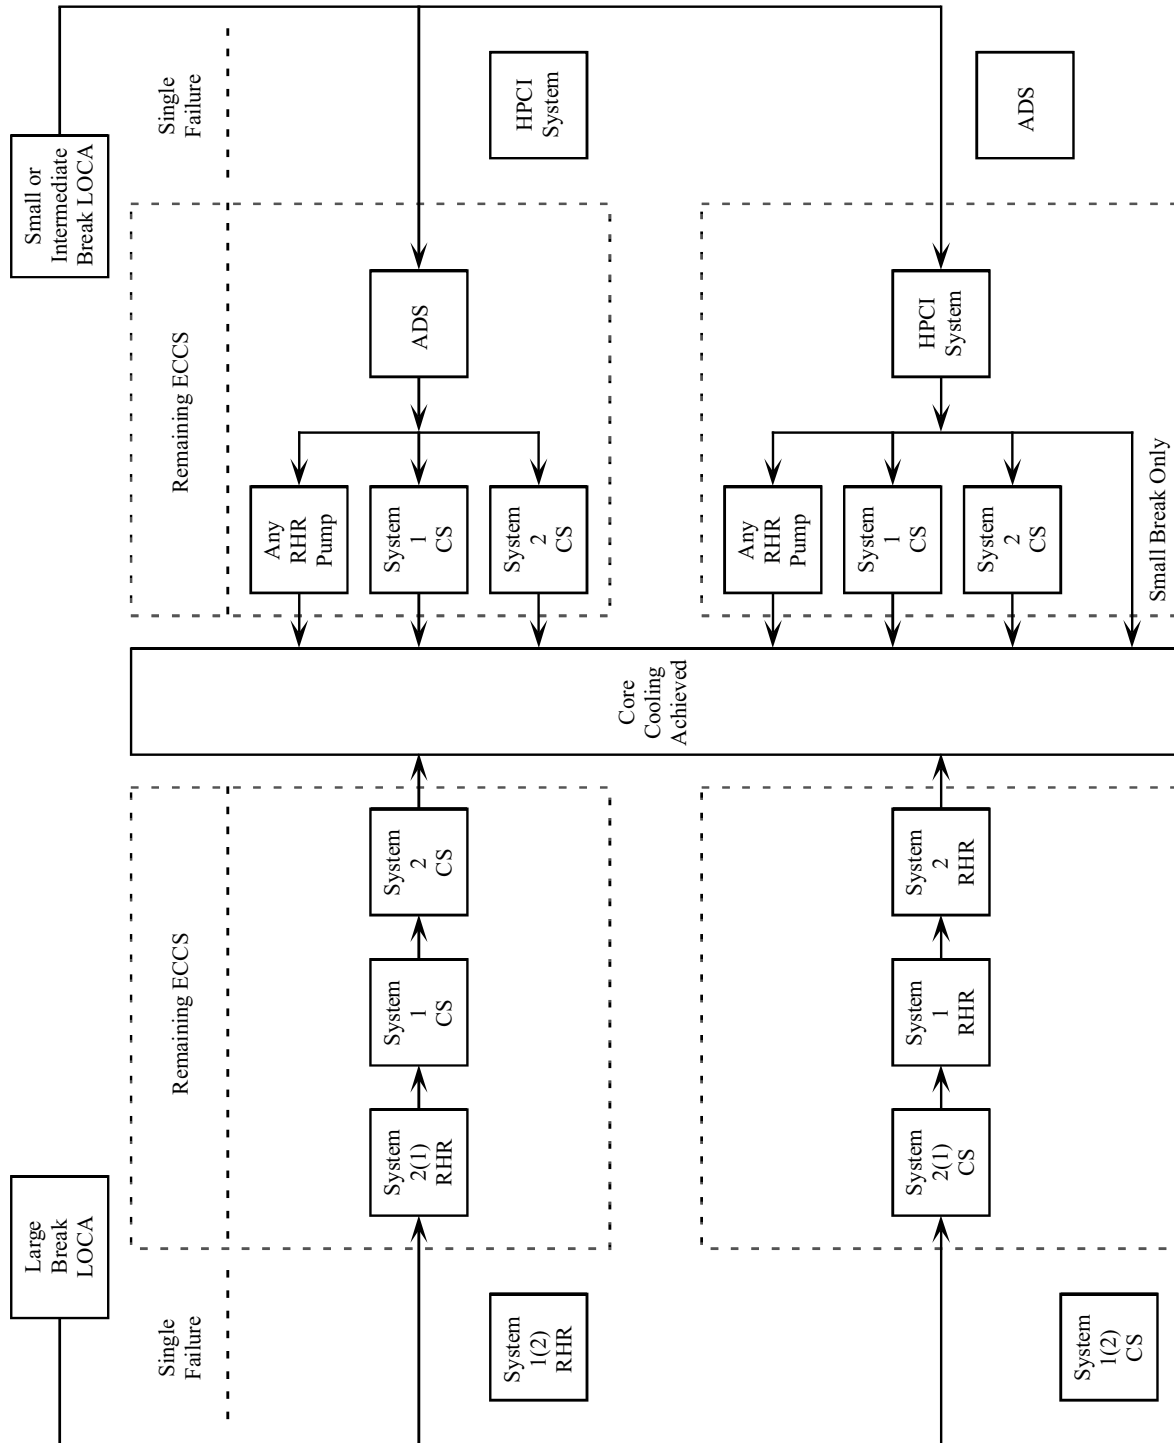 Large
Break
LOCA
Small or
Intermediate
Break LOCA
Single
Failure
Remaining ECCS
Remaining ECCS
Single
Failure
System
2(1)
RHR
System
1
CS
System
2
CS
Any
RHR
Pump
System
1
CS
System
2
CS
ADS
System
1(2)
RHR
HPCI
System
Core
Cooling
Achieved
System
2(1)
CS
System
1
RHR
System
2
RHR
Any
RHR
Pump
System
1
CS
System
2
CS
HPCI
System
System
1(2)
CS
ADS
Small Break Only